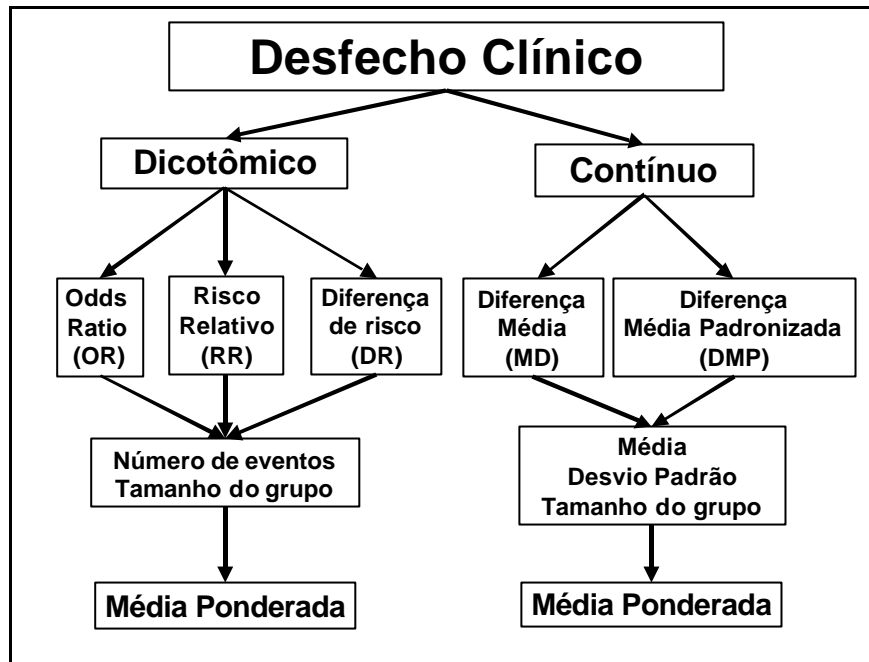 Desfecho Clínico
Dicotômico
Contínuo
Odds
Ratio
(OR)
Risco
Relativo
(RR)
Diferença
de risco
(DR)
Diferença
Média
(MD)
Diferença
Média Padronizada
(DMP)
Número de eventos
Tamanho do grupo
Média
Desvio Padrão
Tamanho do grupo
Média Ponderada
Média Ponderada